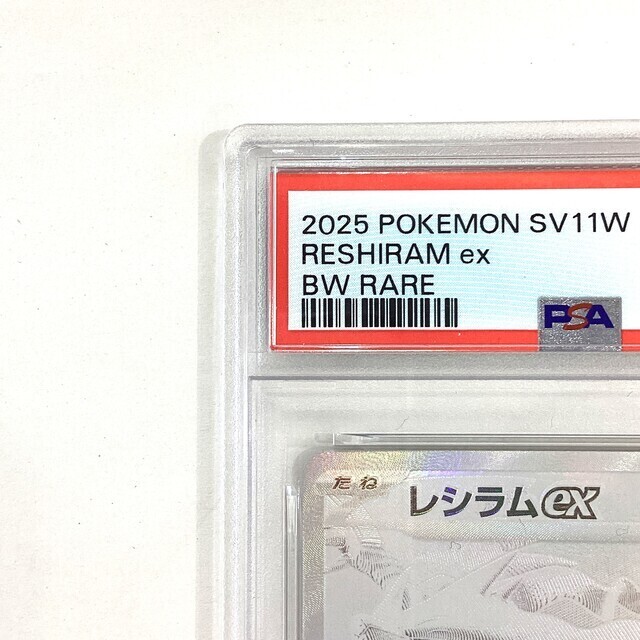 2025 POKEMON SV11W
RESHIRAM ex
BW RARE
PSA
たね
レシラムex